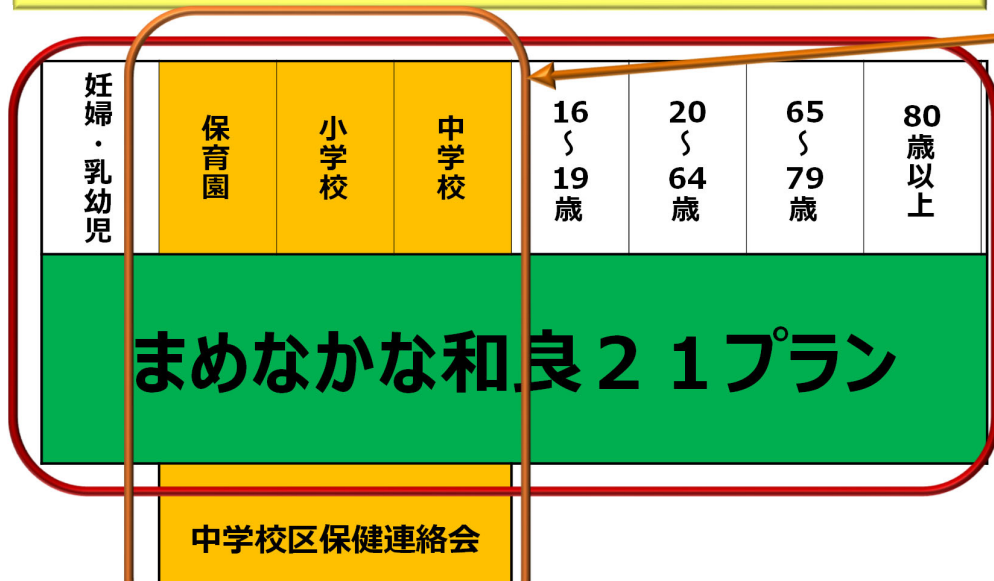 妊婦・乳幼児
保育園
小学校
中学校
16〜19歳
20〜64歳
65〜79歳
80歳以上
まめなかな和良２１プラン
中学校区保健連絡会